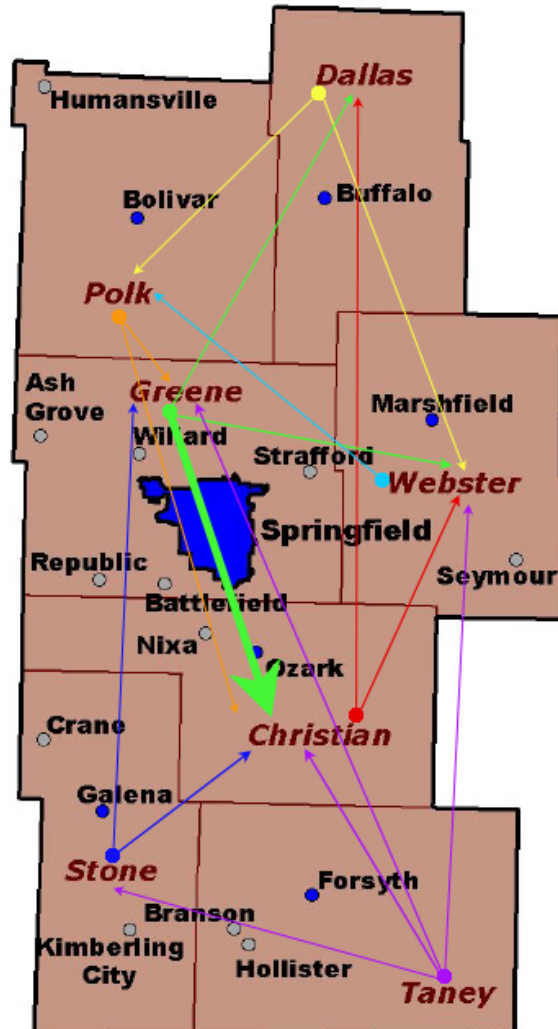 Dallas
Humansville
Bolivar
Buffalo
Polk
Ash
Grove
Greene
Marshfield
Willard
Strafford
Webster
Springfield
Republic
Seymour
Battlefield
Nixa
Ozark
Crane
Christian
Galena
Stone
Forsyth
Branson
Kimberling
City
Hollister
Taney